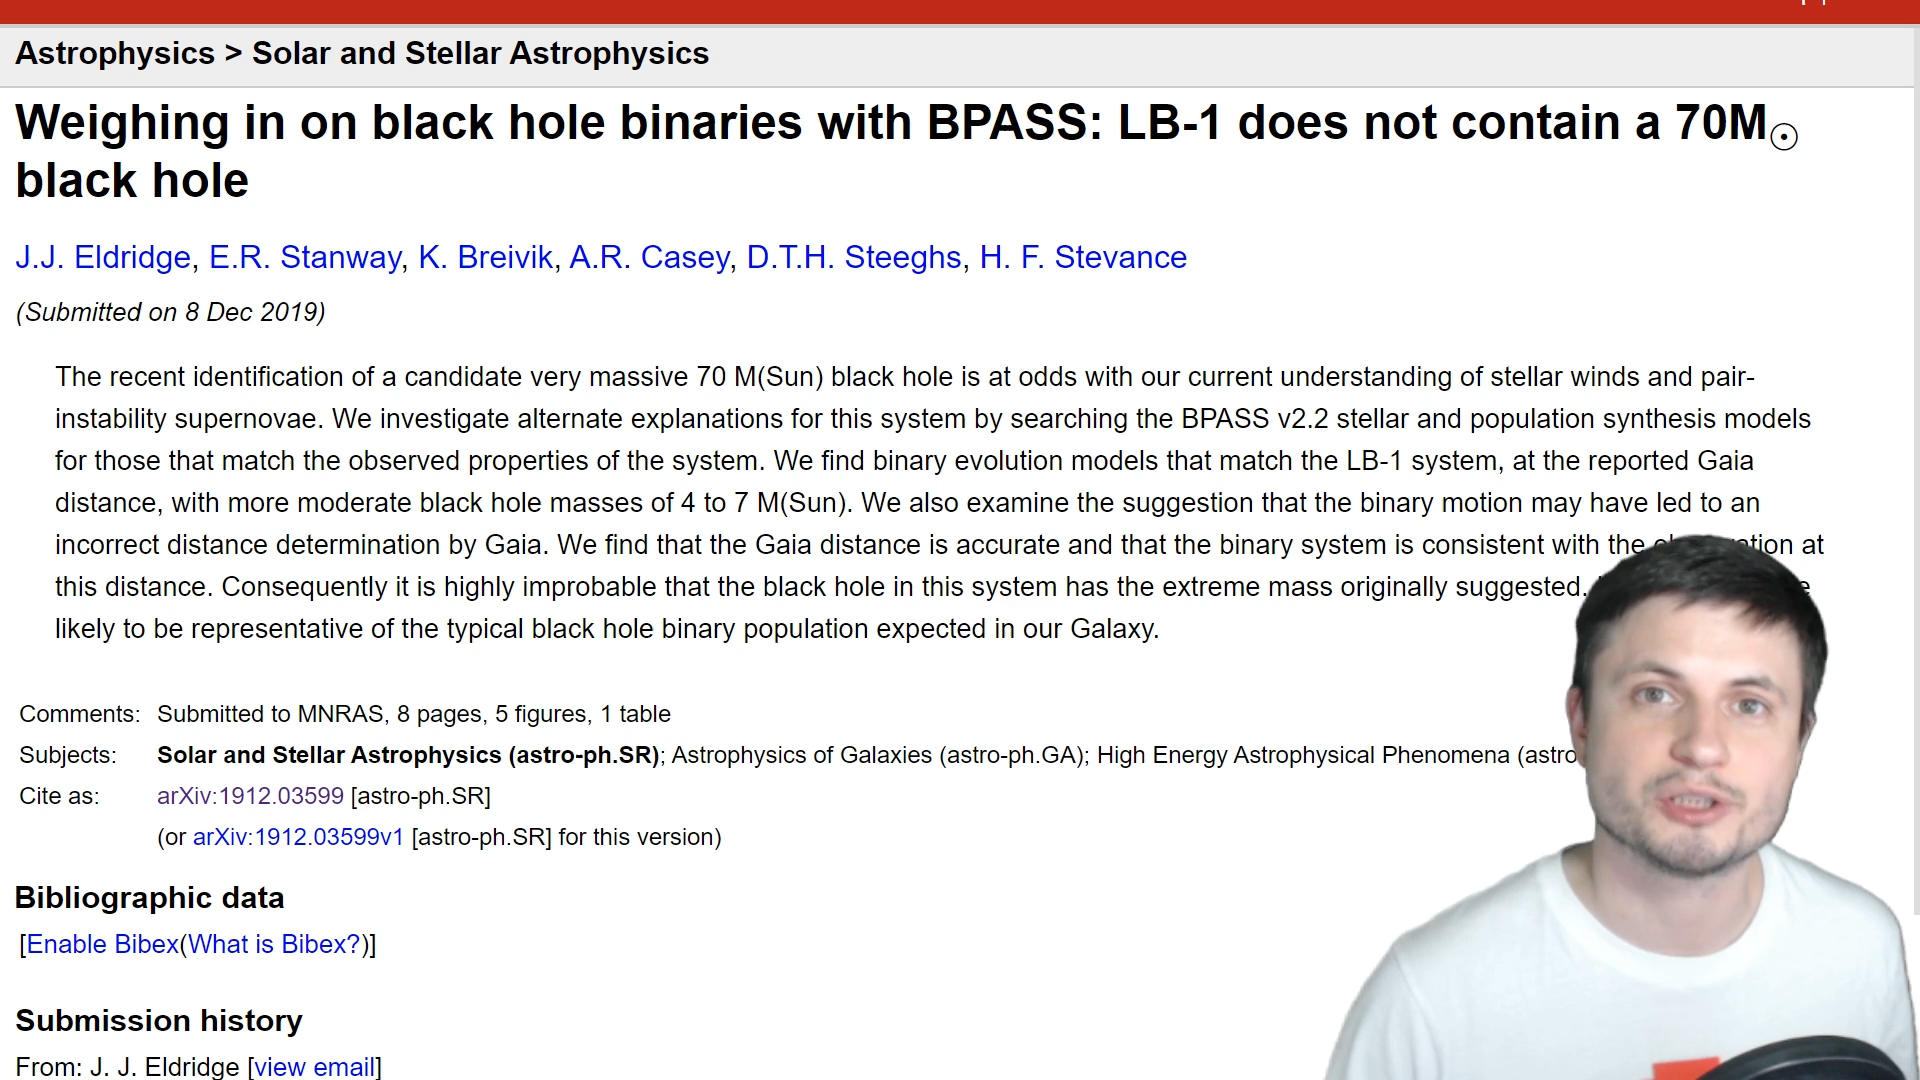 Astrophysics > Solar and Stellar Astrophysics
Weighing in on black hole binaries with BPASS: LB-1 does not contain a 70M☉
black hole
J.J. Eldridge, E.R. Stanway, K. Breivik, A.R. Casey, D.T.H. Steeghs, H. F. Stevance
(Submitted on 8 Dec 2019)
The recent identification of a candidate very massive 70 M(Sun) black hole is at odds with our current understanding of stellar winds and pair-
instability supernovae. We investigate alternate explanations for this system by searching the BPASS v2.2 stellar and population synthesis models
for those that match the observed properties of the system. We find binary evolution models that match the LB-1 system, at the reported Gaia
distance, with more moderate black hole masses of 4 to 7 M(Sun). We also examine the suggestion that the binary motion may have led to an
incorrect distance determination by Gaia. We find that the Gaia distance is accurate and that the binary system is consistent with the at
this distance. Consequently it is highly improbable that the black hole in this system has the extreme mass originally suggested.
likely to be representative of the typical black hole binary population expected in our Galaxy.
Comments: Submitted to MNRAS, 8 pages, 5 figures, 1 table
Subjects: Solar and Stellar Astrophysics (astro-ph.SR); Astrophysics of Galaxies (astro-ph.GA); High Energy Astrophysical Phenomena (astro
Cite as: arXiv:1912.03599 [astro-ph.SR]
(or arXiv:1912.03599v1 [astro-ph.SR] for this version)
Bibliographic data
[Enable Bibex(What is Bibex?)]
Submission history
From: J. J. Eldridge [view email]